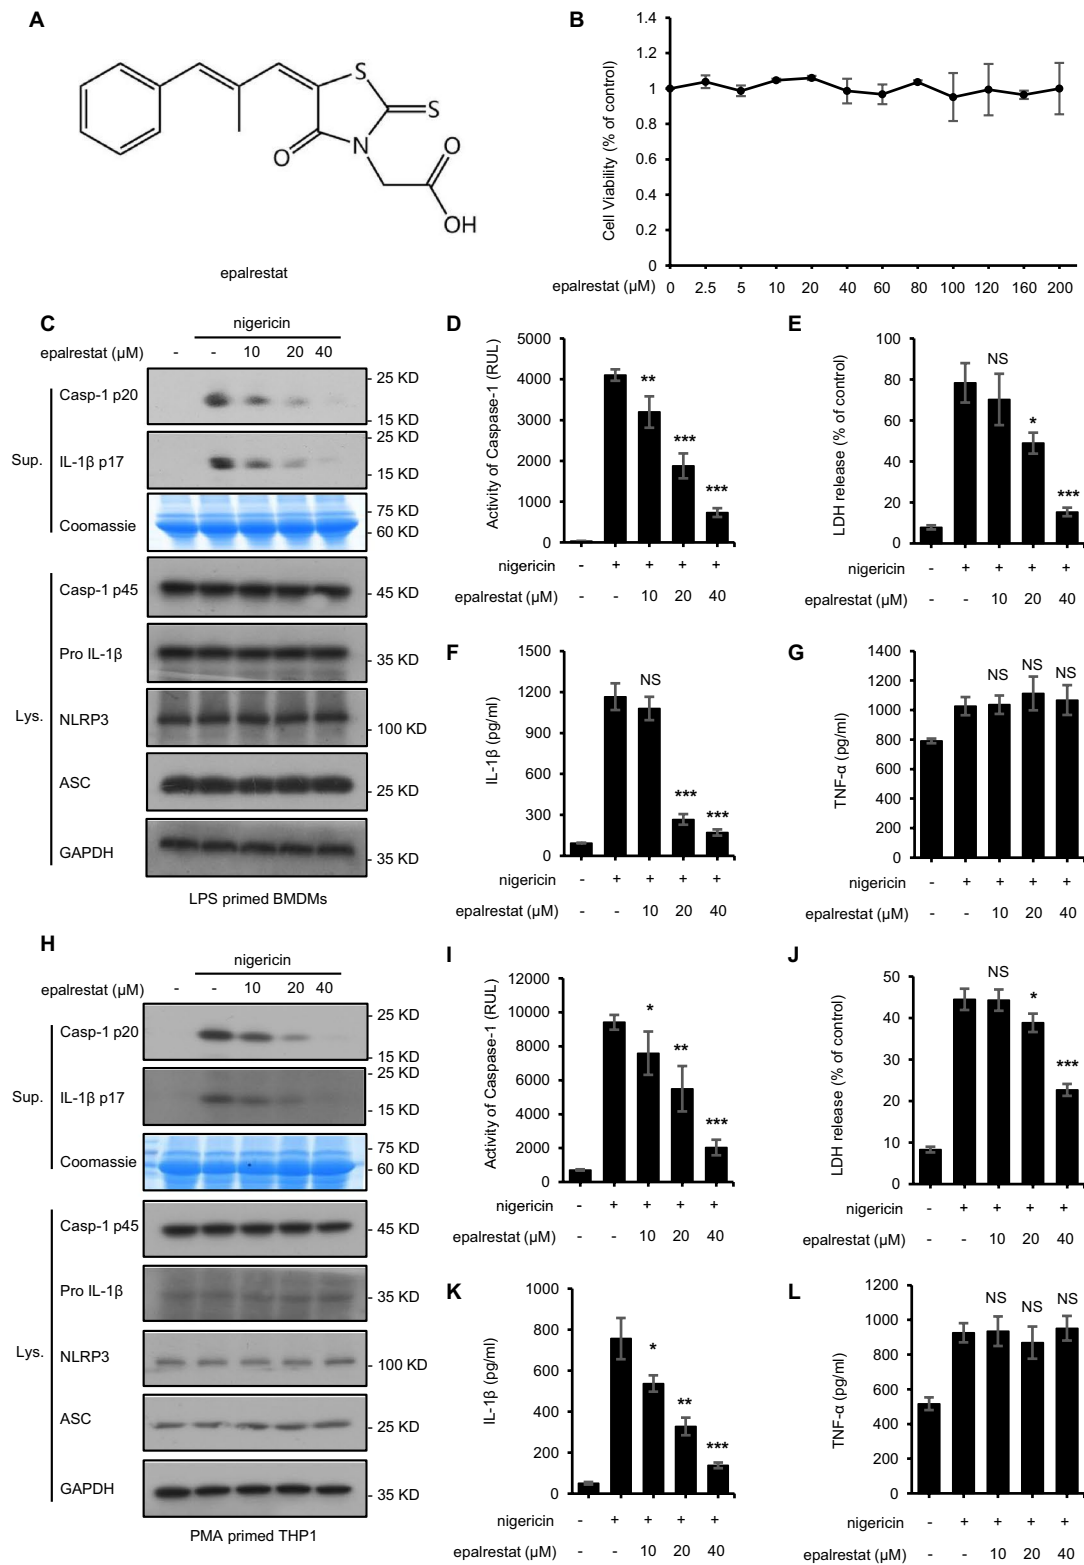 A
S
S
O
N
O
OH
epalrestat
B
Cell Viability (% of control)
1.4
1.2
1
0.8
0.6
0.4
0.2
0
epalrestat (μM) 0 2.5 5 10 20 40 60 80 100 120 160 200
C
nigericin
epalrestat (μM) - - 10 20 40
Sup.
Casp-1 p20
25 KD
15 KD
IL-1β p17
25 KD
15 KD
Coomassie
75 KD
60 KD
Lys.
Casp-1 p45
45 KD
Pro IL-1β
35 KD
NLRP3
100 KD
ASC
25 KD
GAPDH
35 KD
LPS primed BMDMs
D
Activity of Caspase-1 (RUL)
5000
4000
3000
2000
1000
0
** *** ***
nigericin - + + + +
epalrestat (μM) - - 10 20 40
E
LDH release (% of control)
100
80
60
40
20
0
NS * ***
nigericin - + + + +
epalrestat (μM) - - 10 20 40
F
IL-1β (pg/ml)
1500
1200
900
600
300
0
NS *** ***
nigericin - + + + +
epalrestat (μM) - - 10 20 40
G
TNF-α (pg/ml)
1400
1200
1000
800
600
400
200
0
NS NS NS
nigericin - + + + +
epalrestat (μM) - - 10 20 40
H
nigericin
epalrestat (μM) - - 10 20 40
Sup.
Casp-1 p20
25 KD
15 KD
IL-1β p17
25 KD
15 KD
Coomassie
75 KD
60 KD
Lys.
Casp-1 p45
45 KD
Pro IL-1β
35 KD
NLRP3
100 KD
ASC
25 KD
GAPDH
35 KD
PMA primed THP1
I
Activity of Caspase-1 (RUL)
12000
10000
8000
6000
4000
2000
0
* ** ***
nigericin - + + + +
epalrestat (μM) - - 10 20 40
J
LDH release (% of control)
50
40
30
20
10
0
NS * ***
nigericin - + + + +
epalrestat (μM) - - 10 20 40
K
IL-1β (pg/ml)
1000
800
600
400
200
0
* ** ***
nigericin - + + + +
epalrestat (μM) - - 10 20 40
L
TNF-α (pg/ml)
1200
1000
800
600
400
200
0
NS NS NS
nigericin - + + + +
epalrestat (μM) - - 10 20 40